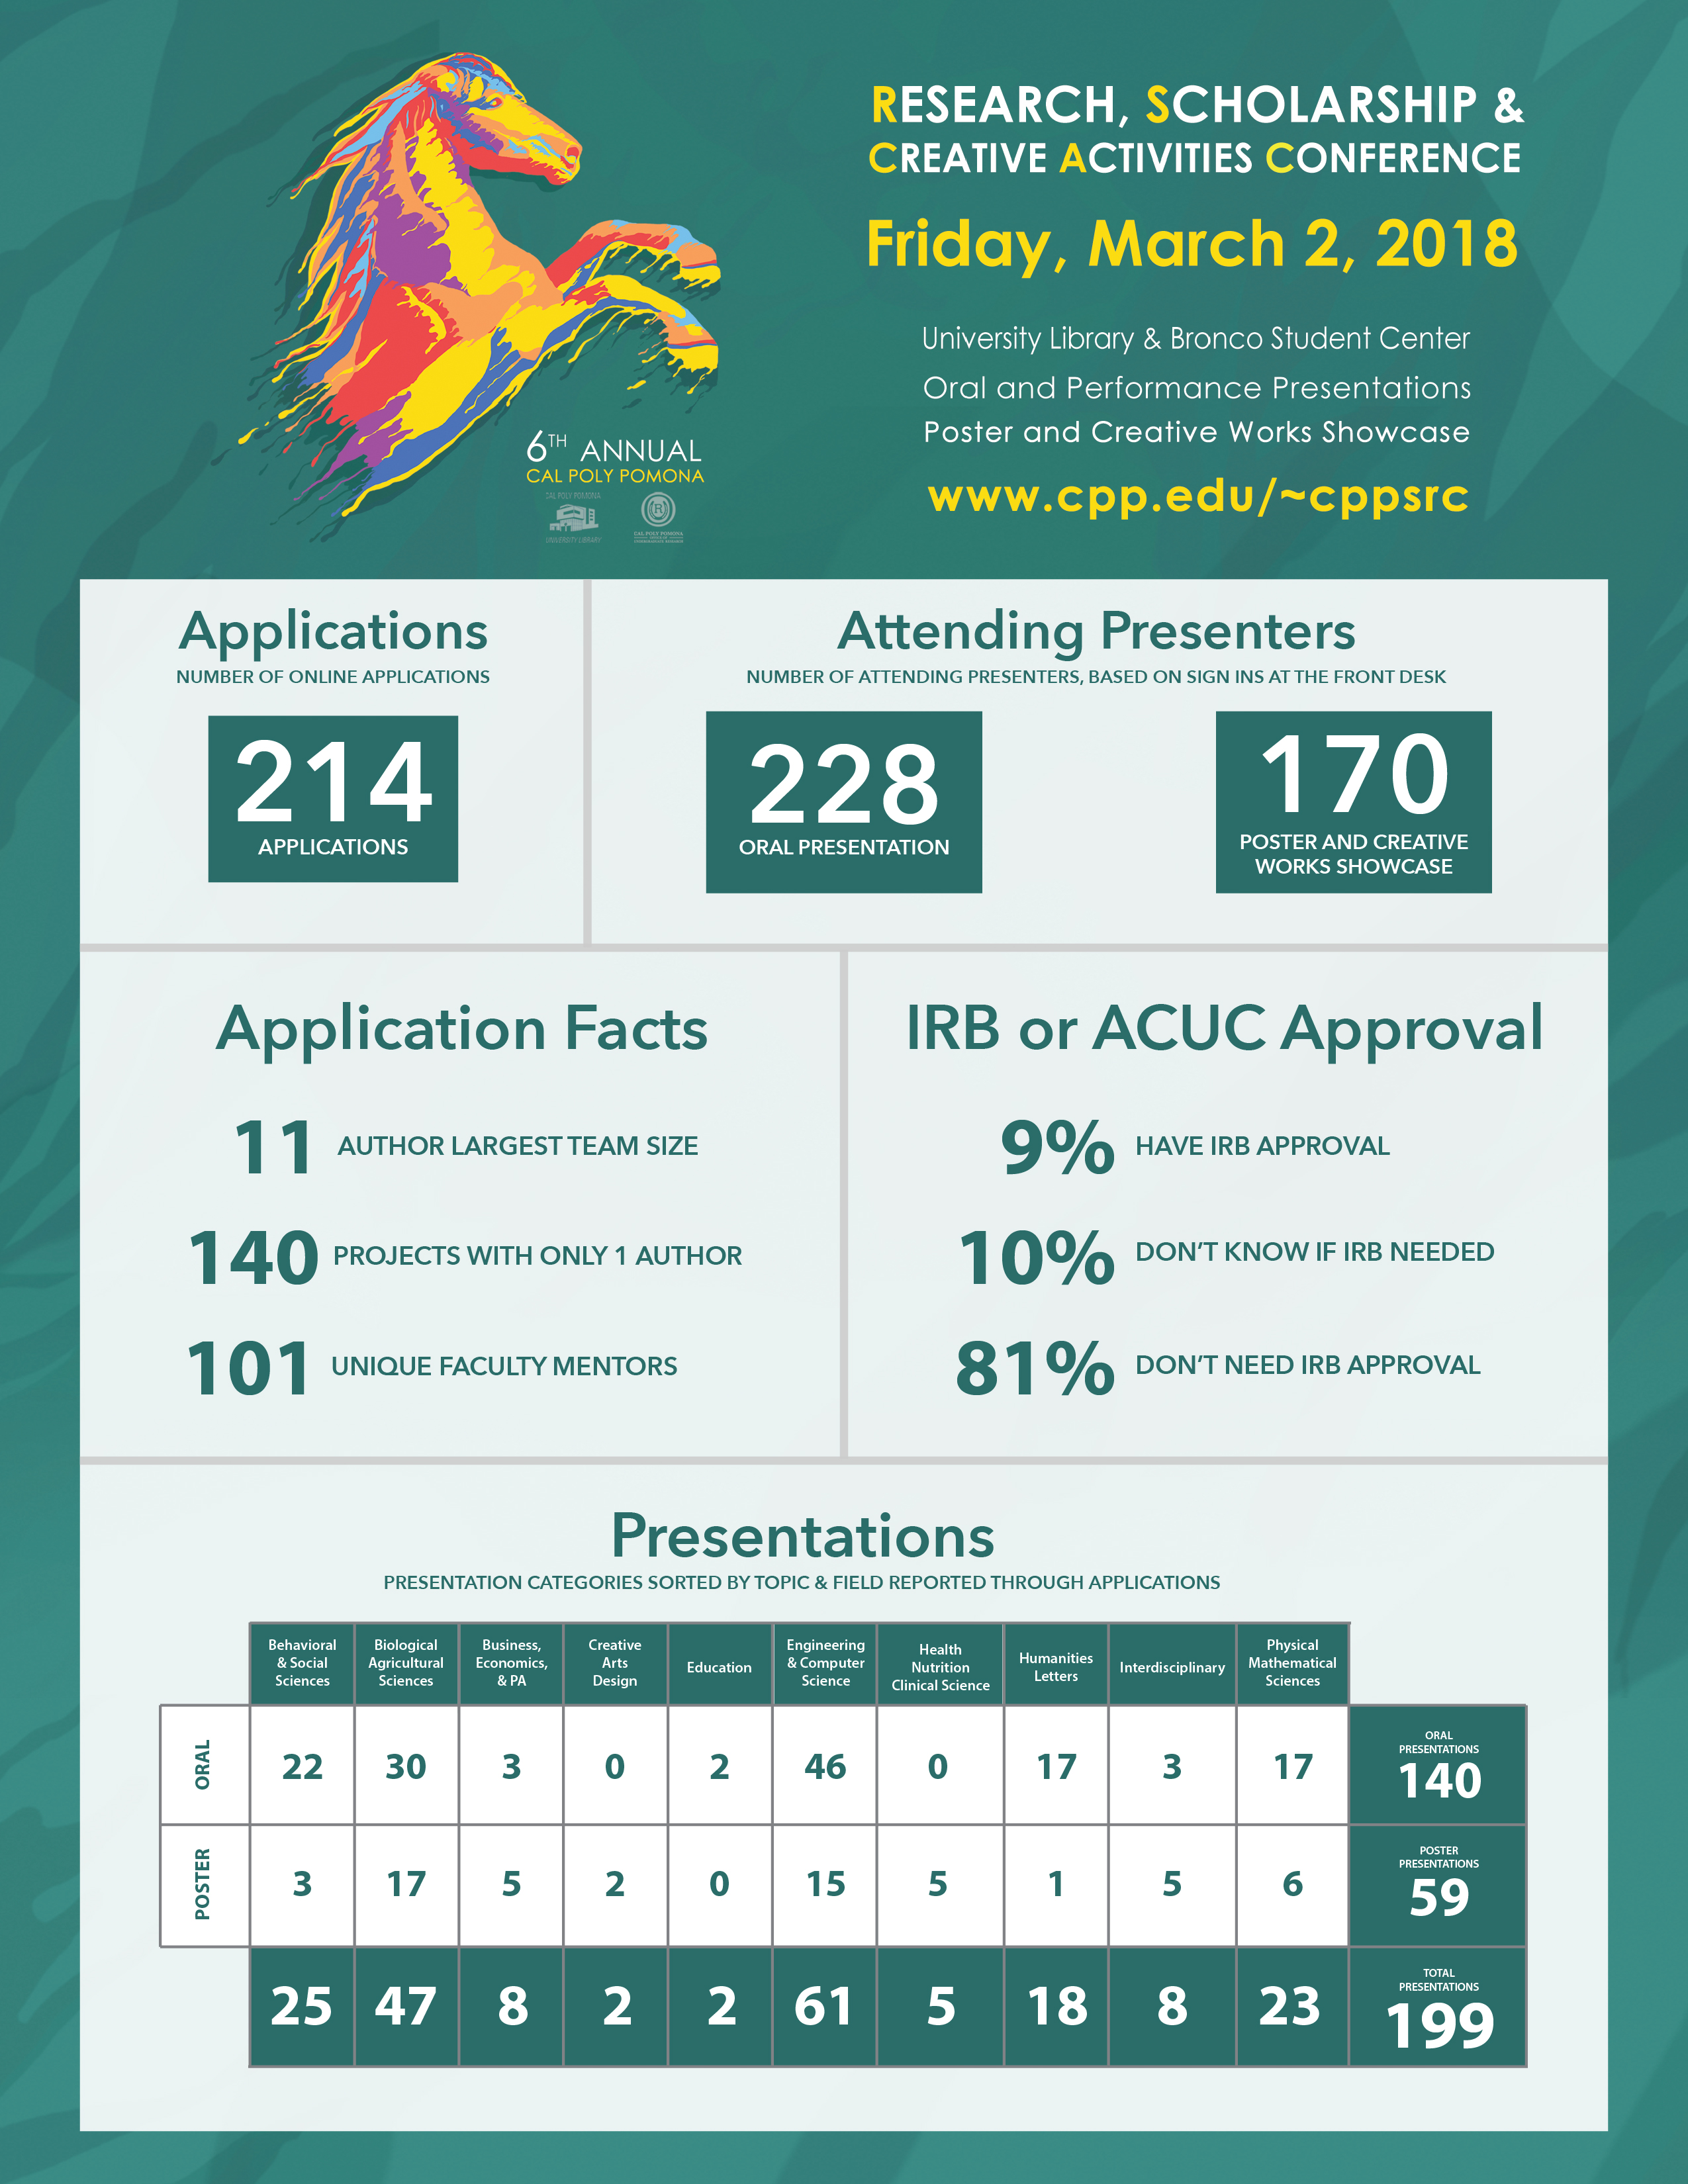 RESEARCH, SCHOLARSHIP &
CREATIVE ACTIVITIES CONFERENCE
Friday, March 2, 2018
University Library & Bronco Student Center
Oral and Performance Presentations
Poster and Creative Works Showcase
www.cpp.edu/~cppsrc
6TH ANNUAL
CAL POLY POMONA
CAL POLY POMONA
UNIVERSITY LIBRARY
R
CAL POLY POMONA
Applications
NUMBER OF ONLINE APPLICATIONS
214
APPLICATIONS
Attending Presenters
NUMBER OF ATTENDING PRESENTERS, BASED ON SIGN INS AT THE FRONT DESK
228
ORAL PRESENTATION
170
POSTER AND CREATIVE
WORKS SHOWCASE
Application Facts
11 AUTHOR LARGEST TEAM SIZE
140 PROJECTS WITH ONLY 1 AUTHOR
101 UNIQUE FACULTY MENTORS
IRB or ACUC Approval
9% HAVE IRB APPROVAL
10% DON'T KNOW IF IRB NEEDED
81% DON'T NEED IRB APPROVAL
Presentations
PRESENTATION CATEGORIES SORTED BY TOPIC & FIELD REPORTED THROUGH APPLICATIONS
Behavioral
& Social
Sciences
Biological
Agricultural
Sciences
Business,
Economics,
& PA
Creative
Arts
Design
Education
Engineering
& Computer
Science
Health
Nutrition
Clinical Science
Humanities
Letters
Interdisciplinary
Physical
Mathematical
Sciences
ORAL 22 30 3 0 2 46 0 17 3 17
ORAL
PRESENTATIONS
140
POSTER 3 17 5 2 0 15 5 1 5 6
POSTER
PRESENTATIONS
59
25 47 8 2 2 61 5 18 8 23
TOTAL
PRESENTATIONS
199